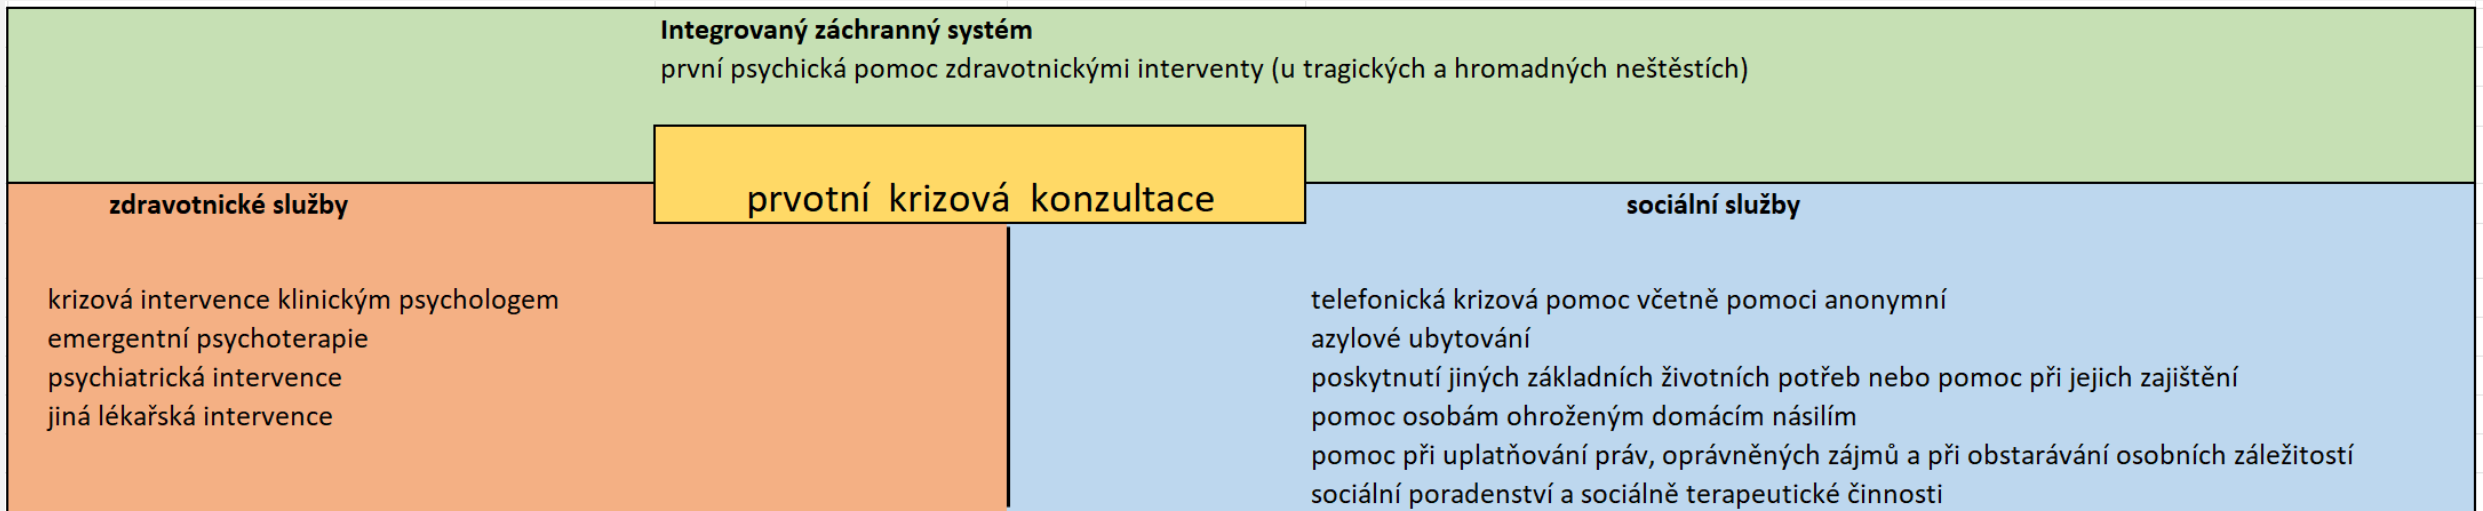 Integrovaný záchranný systém
první psychická pomoc zdravotnickými interventy (u tragických a hromadných neštěstích)
prvotní krizová konzultace
zdravotnické služby
krizová intervence klinickým psychologem
emergentní psychoterapie
psychiatrická intervence
jiná lékařská intervence
sociální služby
telefonická krizová pomoc včetně pomoci anonymní
azylové ubytování
poskytnutí jiných základních životních potřeb nebo pomoc při jejich zajištění
pomoc osobám ohroženým domácím násilím
pomoc při uplatňování práv, oprávněných zájmů a při obstarávání osobních záležitostí
sociální poradenství a sociálně terapeutické činnosti